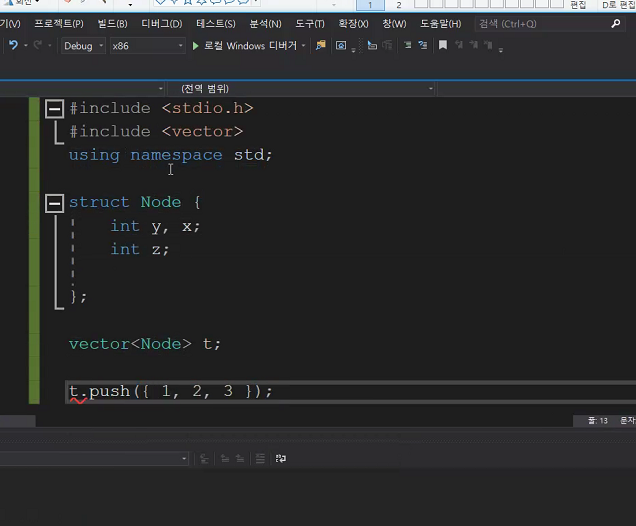 1 2 편집 D로 편집
(V) 프로젝트(P) 빌드(B) 디버그(D) 테스트(S) 분석(N) 도구(T) 확장(X) 창(W) 도움말(H) 검색 (Ctrl+Q)
Debug x86 로컬 Windows 디버거
(전역 범위)
#include <stdio.h>
#include <vector>
using namespace std;
struct Node {
int y, x;
int z;
};
vector<Node> t;
t.push({ 1, 2, 3 });
줄: 13 문자: